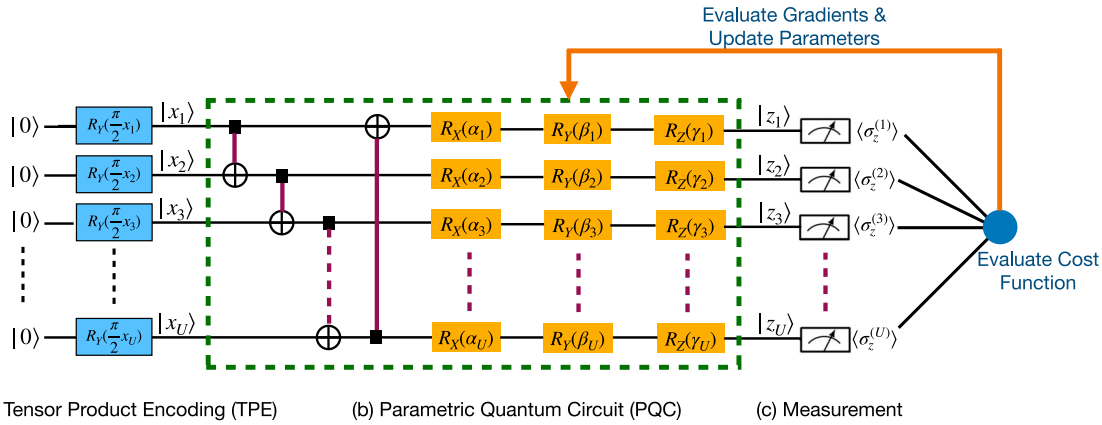 Evaluate Gradients &
Update Parameters
|0⟩ R_Y(π/2 x_1) |x_1⟩ R_X(α_1) R_Y(β_1) R_Z(γ_1) |z_1⟩ ⟨σ_z^(1)⟩
|0⟩ R_Y(π/2 x_2) |x_2⟩ R_X(α_2) R_Y(β_2) R_Z(γ_2) |z_2⟩ ⟨σ_z^(2)⟩
|0⟩ R_Y(π/2 x_3) |x_3⟩ R_X(α_3) R_Y(β_3) R_Z(γ_3) |z_3⟩ ⟨σ_z^(3)⟩
Evaluate Cost
Function
|0⟩ R_Y(π/2 x_U) |x_U⟩ R_X(α_U) R_Y(β_U) R_Z(γ_U) |z_U⟩ ⟨σ_z^(U)⟩
Tensor Product Encoding (TPE) (b) Parametric Quantum Circuit (PQC) (c) Measurement